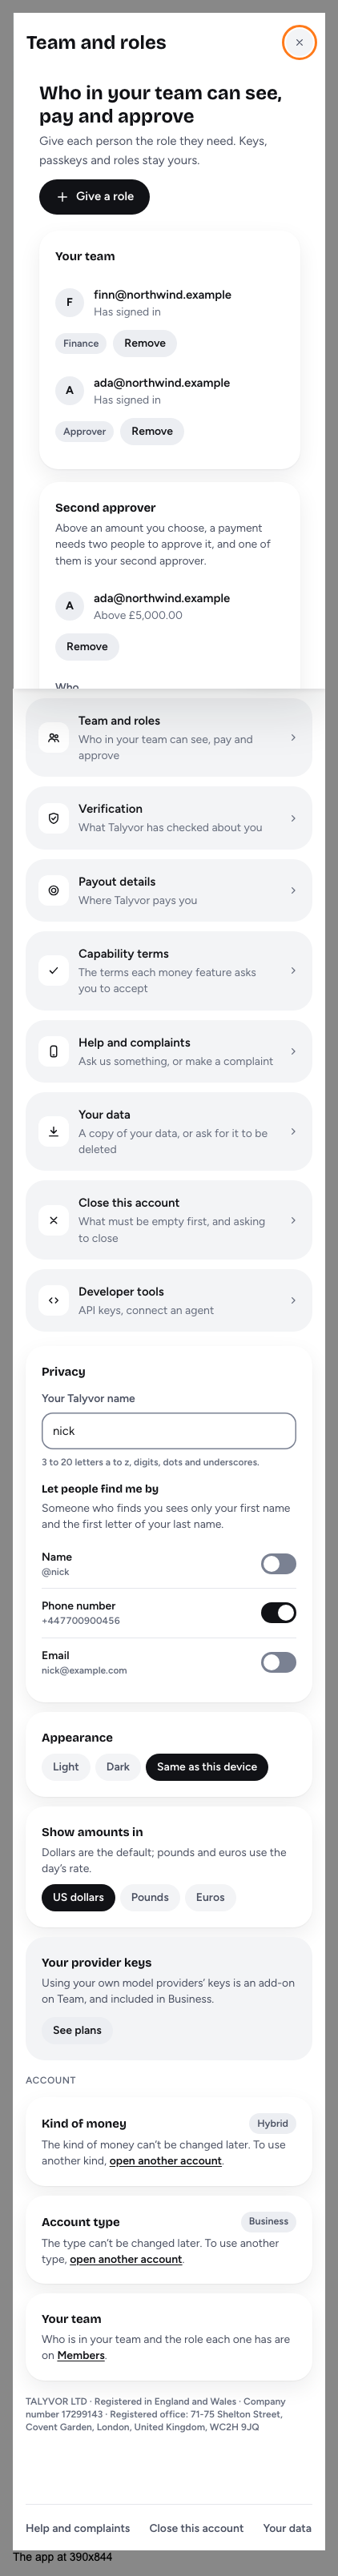 Team and roles
Who in your team can see,
pay and approve
Give each person the role they need. Keys,
passkeys and roles stay yours.
Give a role
Your team
F
finn@northwind.example
Has signed in
Finance
Remove
A
ada@northwind.example
Has signed in
Approver
Remove
Second approver
Above an amount you choose, a payment
needs two people to approve it, and one of
them is your second approver.
A
ada@northwind.example
Above £5,000.00
Remove
Who
Team and roles
Who in your team can see, pay and
approve
Verification
What Talyvor has checked about you
Payout details
Where Talyvor pays you
Capability terms
The terms each money feature asks
you to accept
Help and complaints
Ask us something, or make a complaint
Your data
A copy of your data, or ask for it to be
deleted
Close this account
What must be empty first, and asking
to close
Developer tools
API keys, connect an agent
Privacy
Your Talyvor name
nick
3 to 20 letters a to z, digits, dots and underscores.
Let people find me by
Someone who finds you sees only your first name
and the first letter of your last name.
Name
@nick
Phone number
+447700900456
Email
nick@example.com
Appearance
Light
Dark
Same as this device
Show amounts in
Dollars are the default; pounds and euros use the
day’s rate.
US dollars
Pounds
Euros
Your provider keys
Using your own model providers’ keys is an add-on
on Team, and included in Business.
See plans
ACCOUNT
Kind of money
Hybrid
The kind of money can’t be changed later. To use
another kind, open another account.
Account type
Business
The type can’t be changed later. To use another
type, open another account.
Your team
Who is in your team and the role each one has are
on Members.
TALYVOR LTD · Registered in England and Wales · Company
number 17299143 · Registered office: 71-75 Shelton Street,
Covent Garden, London, United Kingdom, WC2H 9JQ
Help and complaints
Close this account
Your data
The app at 390x844